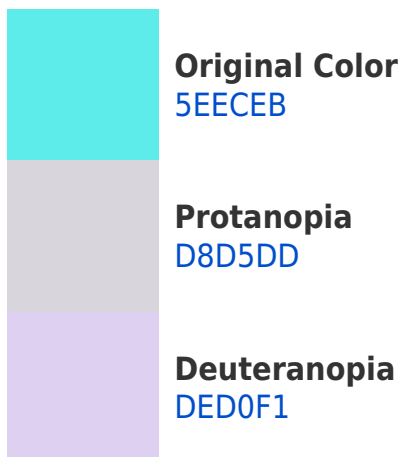 Original Color
5EECEB
Protanopia
D8D5DD
Deuteranopia
DED0F1